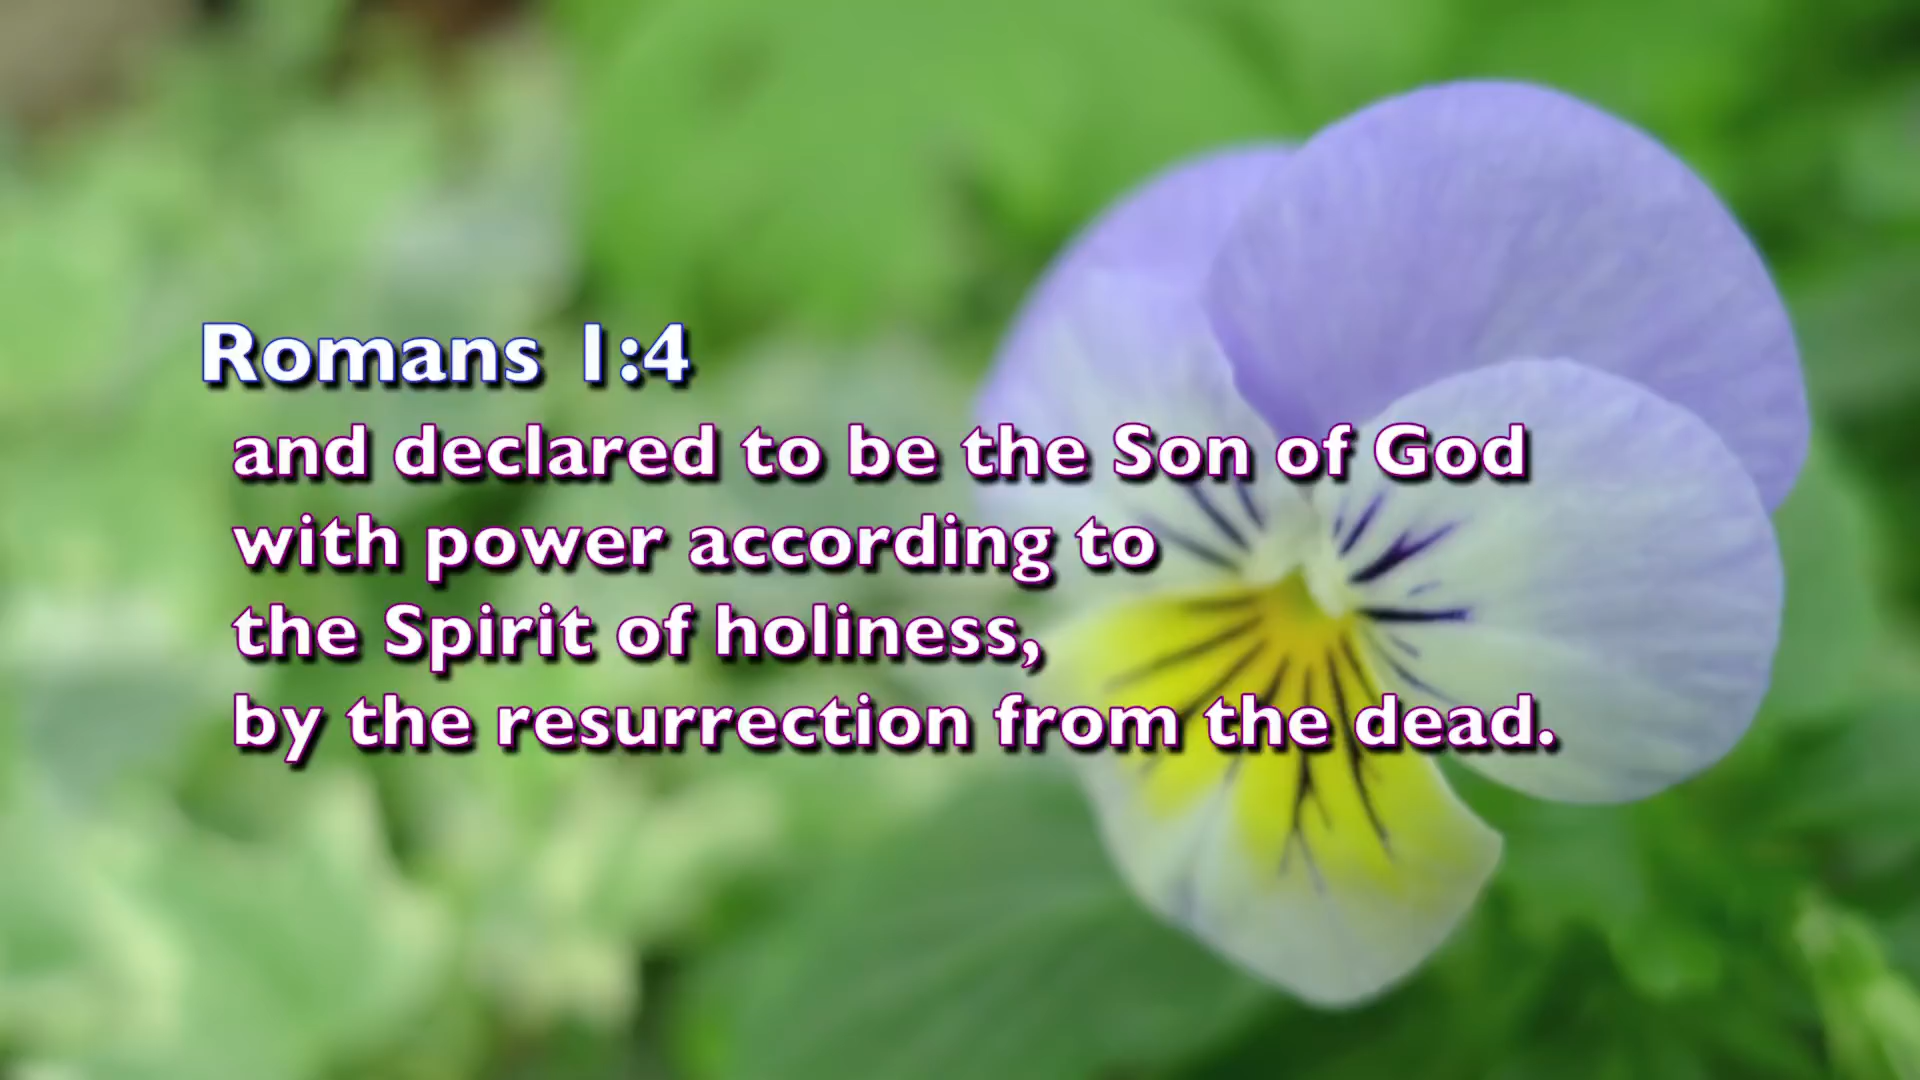 Romans 1:4
and declared to be the Son of God
with power according to
the Spirit of holiness,
by the resurrection from the dead.